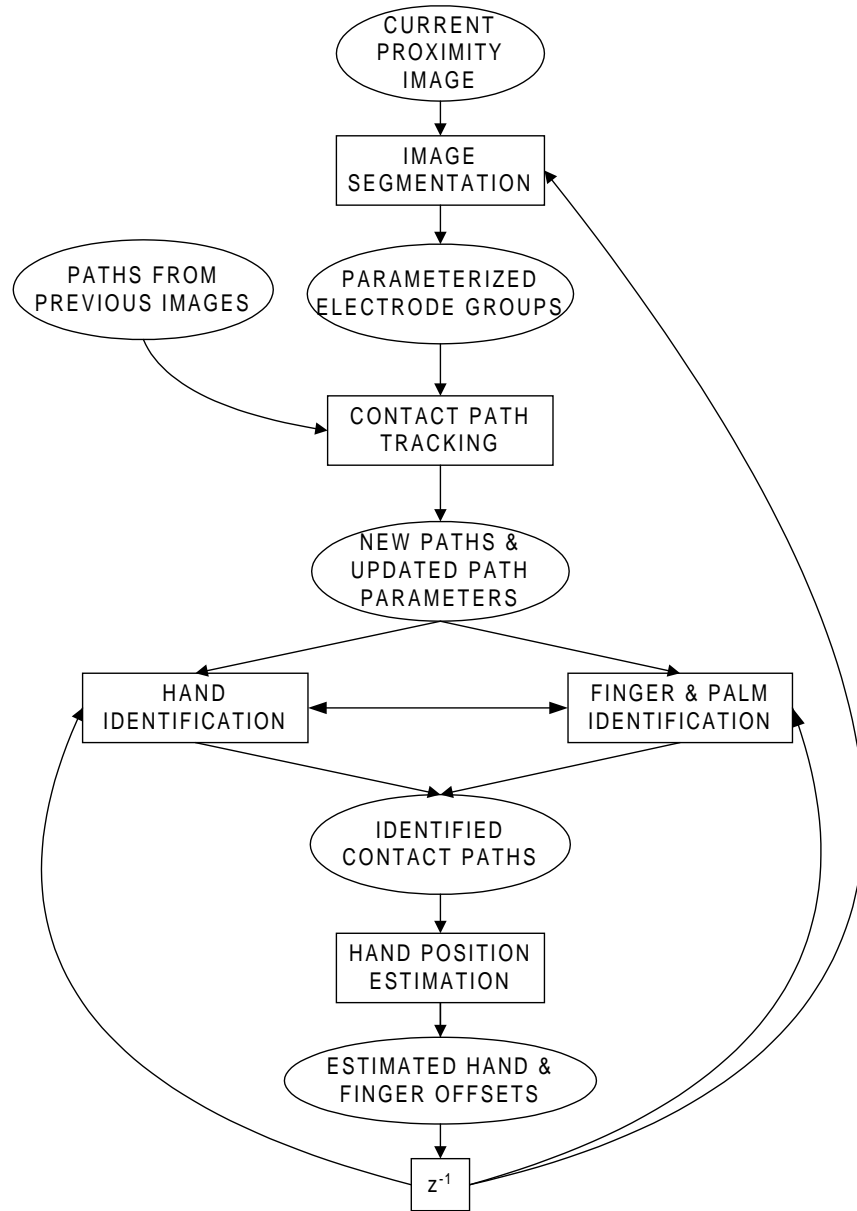 CURRENT
PROXIMITY
IMAGE
IMAGE
SEGMENTATION
PATHS FROM
PREVIOUS IMAGES
PARAMETERIZED
ELECTRODE GROUPS
CONTACT PATH
TRACKING
NEW PATHS &
UPDATED PATH
PARAMETERS
HAND
IDENTIFICATION
FINGER & PALM
IDENTIFICATION
IDENTIFIED
CONTACT PATHS
HAND POSITION
ESTIMATION
ESTIMATED HAND &
FINGER OFFSETS
z⁻¹